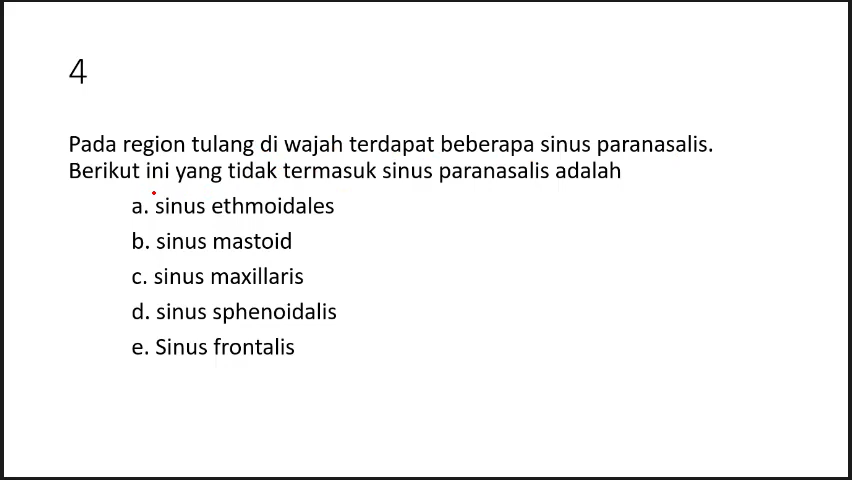 4
Pada region tulang di wajah terdapat beberapa sinus paranasalis.
Berikut ini yang tidak termasuk sinus paranasalis adalah
a. sinus ethmoidales
b. sinus mastoid
c. sinus maxillaris
d. sinus sphenoidalis
e. Sinus frontalis